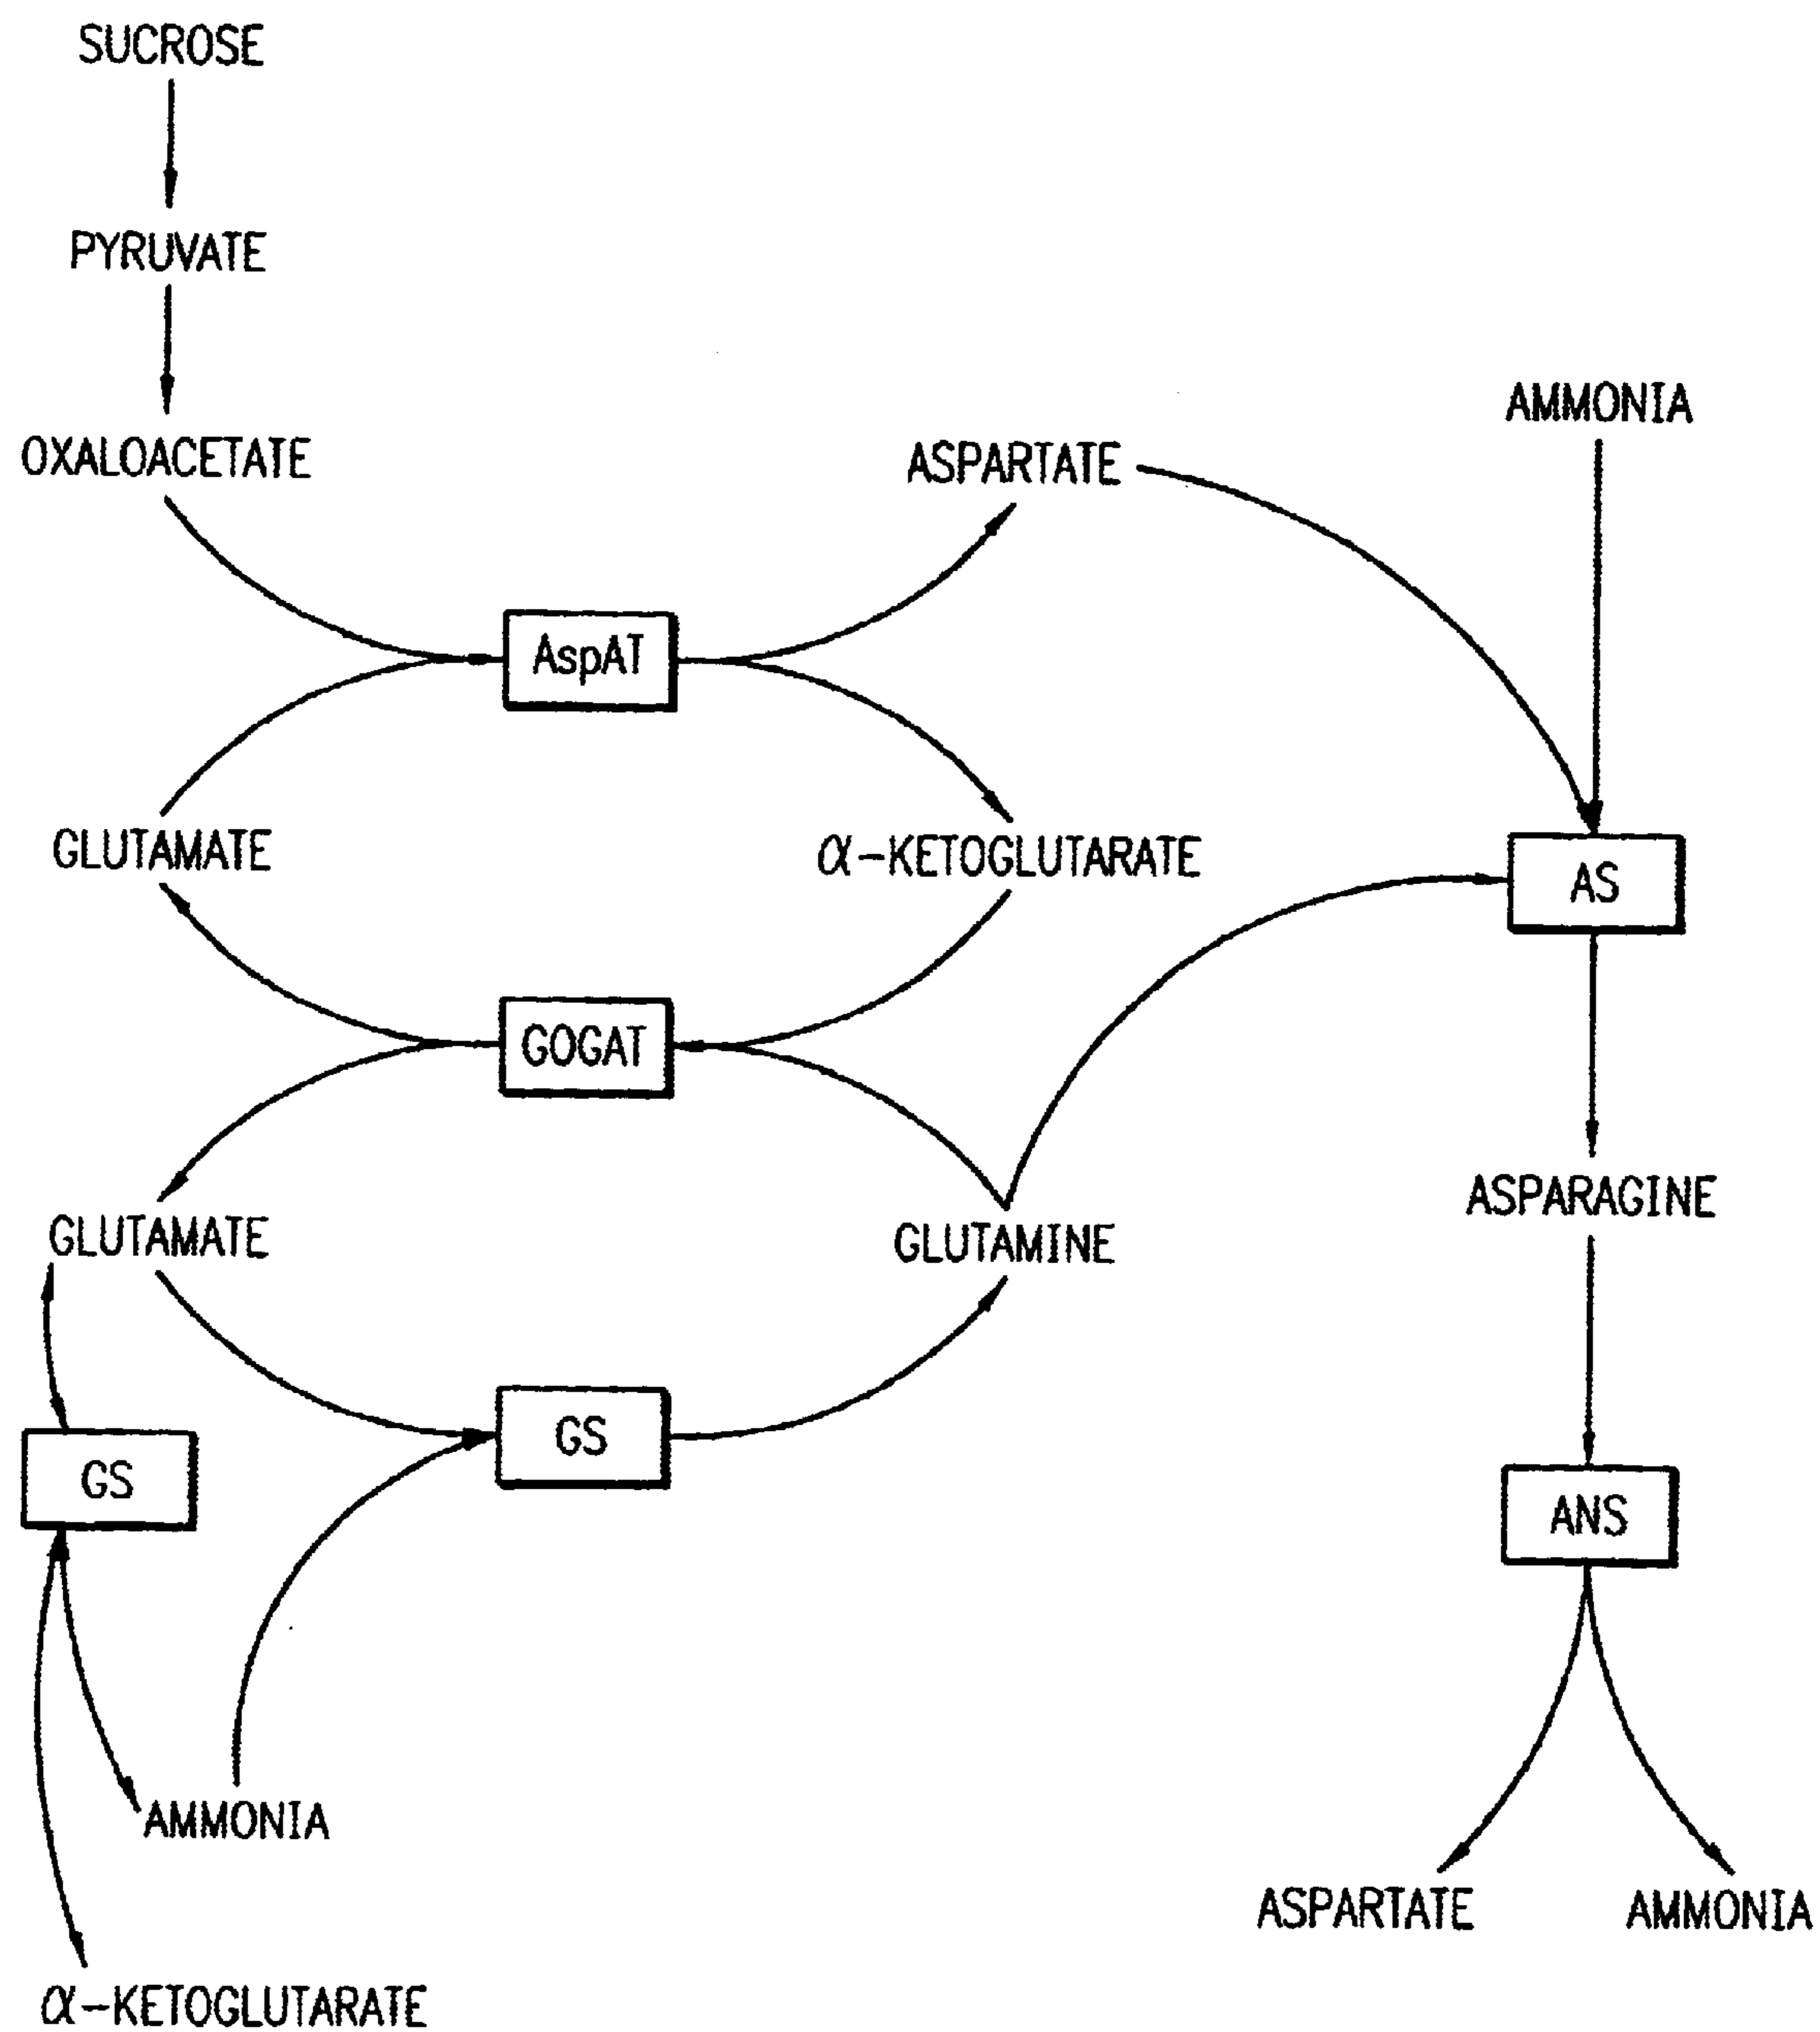 SUCROSE
PYRUVATE
OXALOACETATE
ASPARTATE
AMMONIA
AspAT
GLUTAMATE
α-KETOGLUTARATE
AS
GOGAT
GLUTAMATE
GLUTAMINE
ASPARAGINE
GS
GS
ANS
AMMONIA
ASPARTATE
AMMONIA
α-KETOGLUTARATE